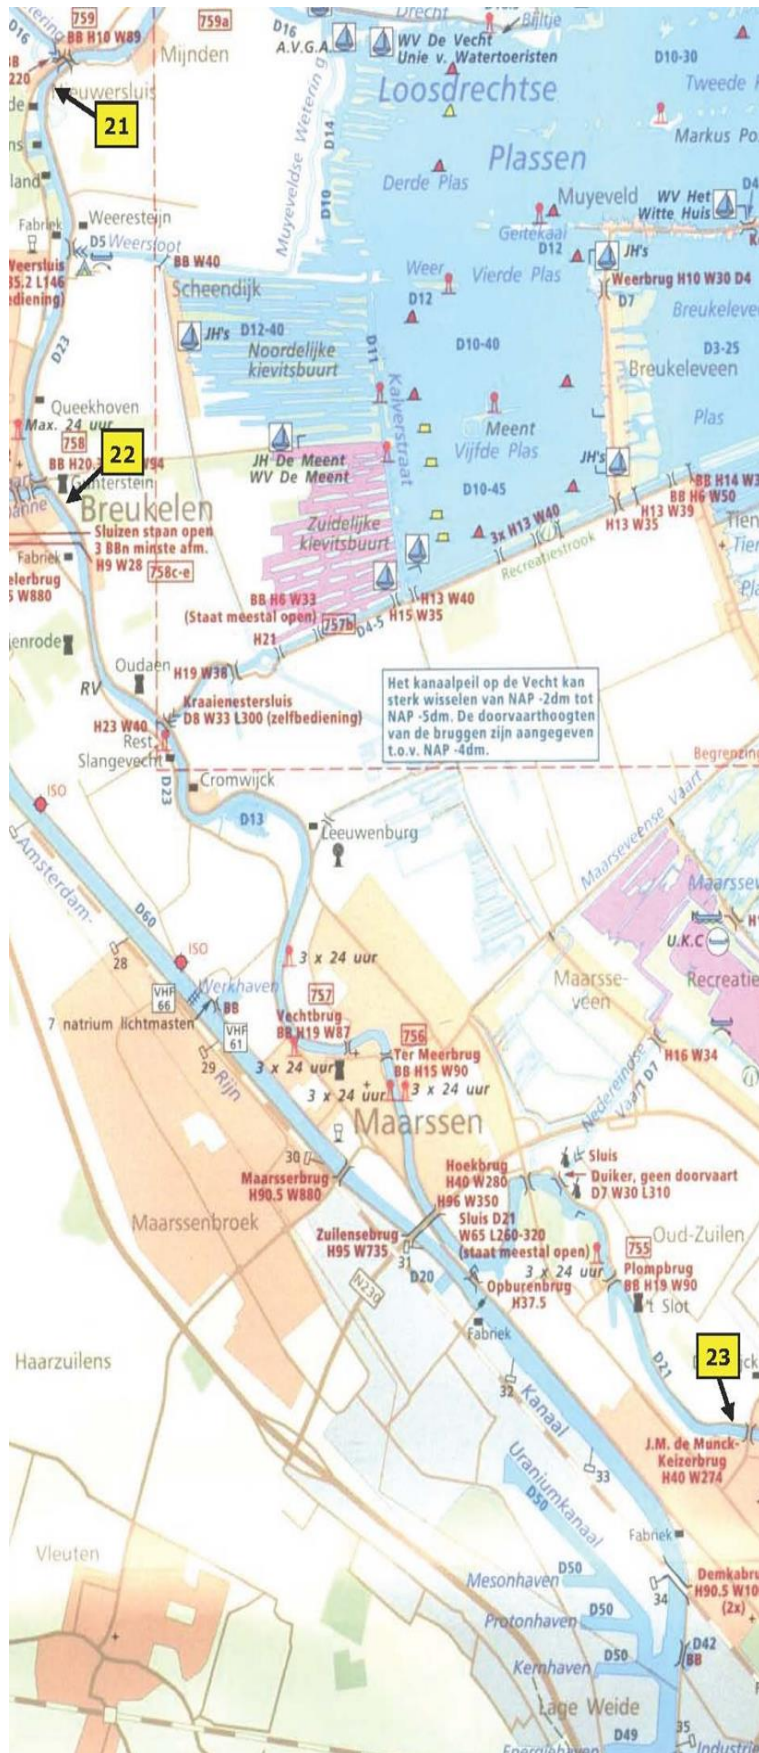 759
759a
D16
Drecht
D16
BB H10 W89
Mijnden
A.V.G.A.
WV De Vecht
Unie v. Watertoeristen
Bijltje
D10-30
Tweede
Nieuwersluis
21
Loosdrechtse
Plassen
Markus
Muyeveldse Wetering
D14
D10
Derde Plas
Muyeveld
WV Het
Witte Huis
D4
Geitekaai
D12
Fabriek
Weeresteijn
D5
Weersloot
BB W40
JH's
Weersluis
Weer
Vierde Plas
Weerbrug H10 W30 D4
D7
Scheendijk
D12
D23
JH's
D12-40
Noordelijke
kievitsbuurt
D11
D10-40
D3-25
Breukeleveen
Kalverstraat
Plas
Queekhoven
Max. 24 uur
758
22
Meent
Vijfde Plas
JH De Meent
WV De Meent
JH's
Gunterstein
Breukelen
D10-45
BB H6 W50
H13 W39
H13 W35
Sluizen staan open
3 BBn minste afm.
H9 W28
Zuidelijke
kievitsbuurt
3x H13 W40
Recreatiestrook
Fabriek
758c-e
BB H6 W33
(Staat meestal open)
H13 W40
H15 W35
757b
D4-5
H21
Oudaen
H19 W38
RV
Kraaienestersluis
D8 W33 L300 (zelfbediening)
H23 W40
Rest.
Slangevecht
Het kanaalpeil op de Vecht kan
sterk wisselen van NAP -2dm tot
NAP -5dm. De doorvaarthoogten
van de bruggen zijn aangegeven
t.o.v. NAP -4dm.
D23
Cromwijck
ISO
D13
Leeuwenburg
Maarseveense Vaart
Amsterdam-
D60
28
ISO
3 x 24 uur
U.K.C
Maarsse-
veen
VHF
66
Werkhaven
BB
7 natrium lichtmasten
VHF
61
757
Vechtbrug
BB H19 W87
756
Ter Meerbrug
BB H15 W90
H16 W34
29
Rijn
3 x 24 uur
3 x 24 uur
3 x 24 uur
Nedereindse
Vaart D7
Maarssen
30
Sluis
Duiker, geen doorvaart
D7 W30 L310
Hoekbrug
H40 W280
Maarsserbrug
H90.5 W880
Maarssenbroek
H96 W350
Sluis D21
W65 L260-320
(staat meestal open)
Oud-Zuilen
755
Zuilensebrug
H95 W735
31
D20
3 x 24 uur
Plompbrug
BB H19 W90
't Slot
Opburenbrug
H37.5
N230
Fabriek
Haarzuilens
D21
23
32
Kanaal
J.M. de Munck-
Keizerbrug
H40 W274
Uraniumkanaal
D50
33
Fabriek
Vleuten
Mesonhaven
D50
34
(2x)
Protonhaven
D50
Kernhaven
D50
D42
BB
Lage Weide
D49
35